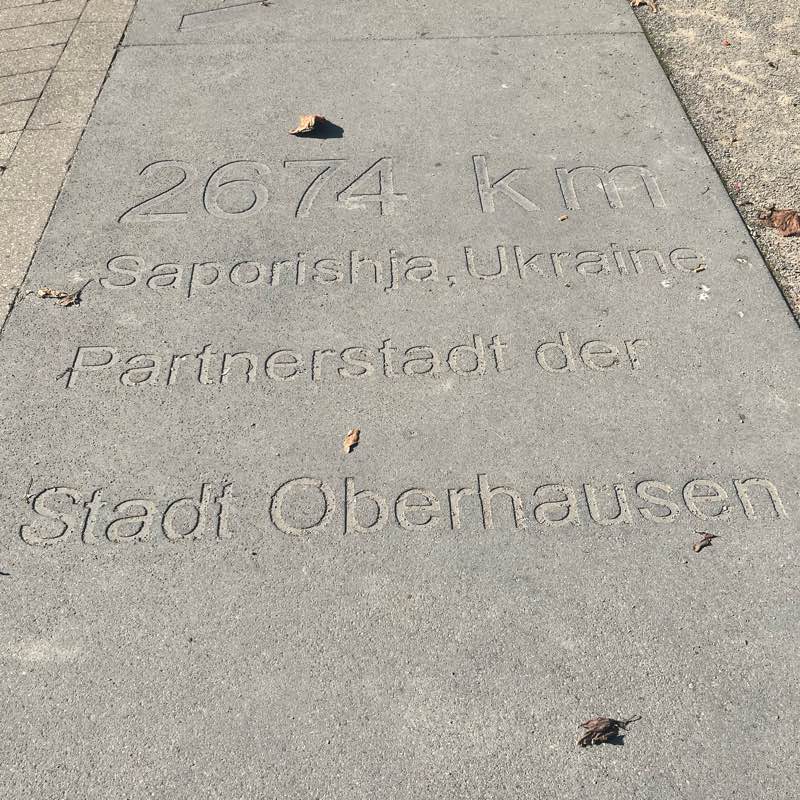 2674 km
Saporishja, Ukraine
Partnerstadt der
Stadt Oberhausen